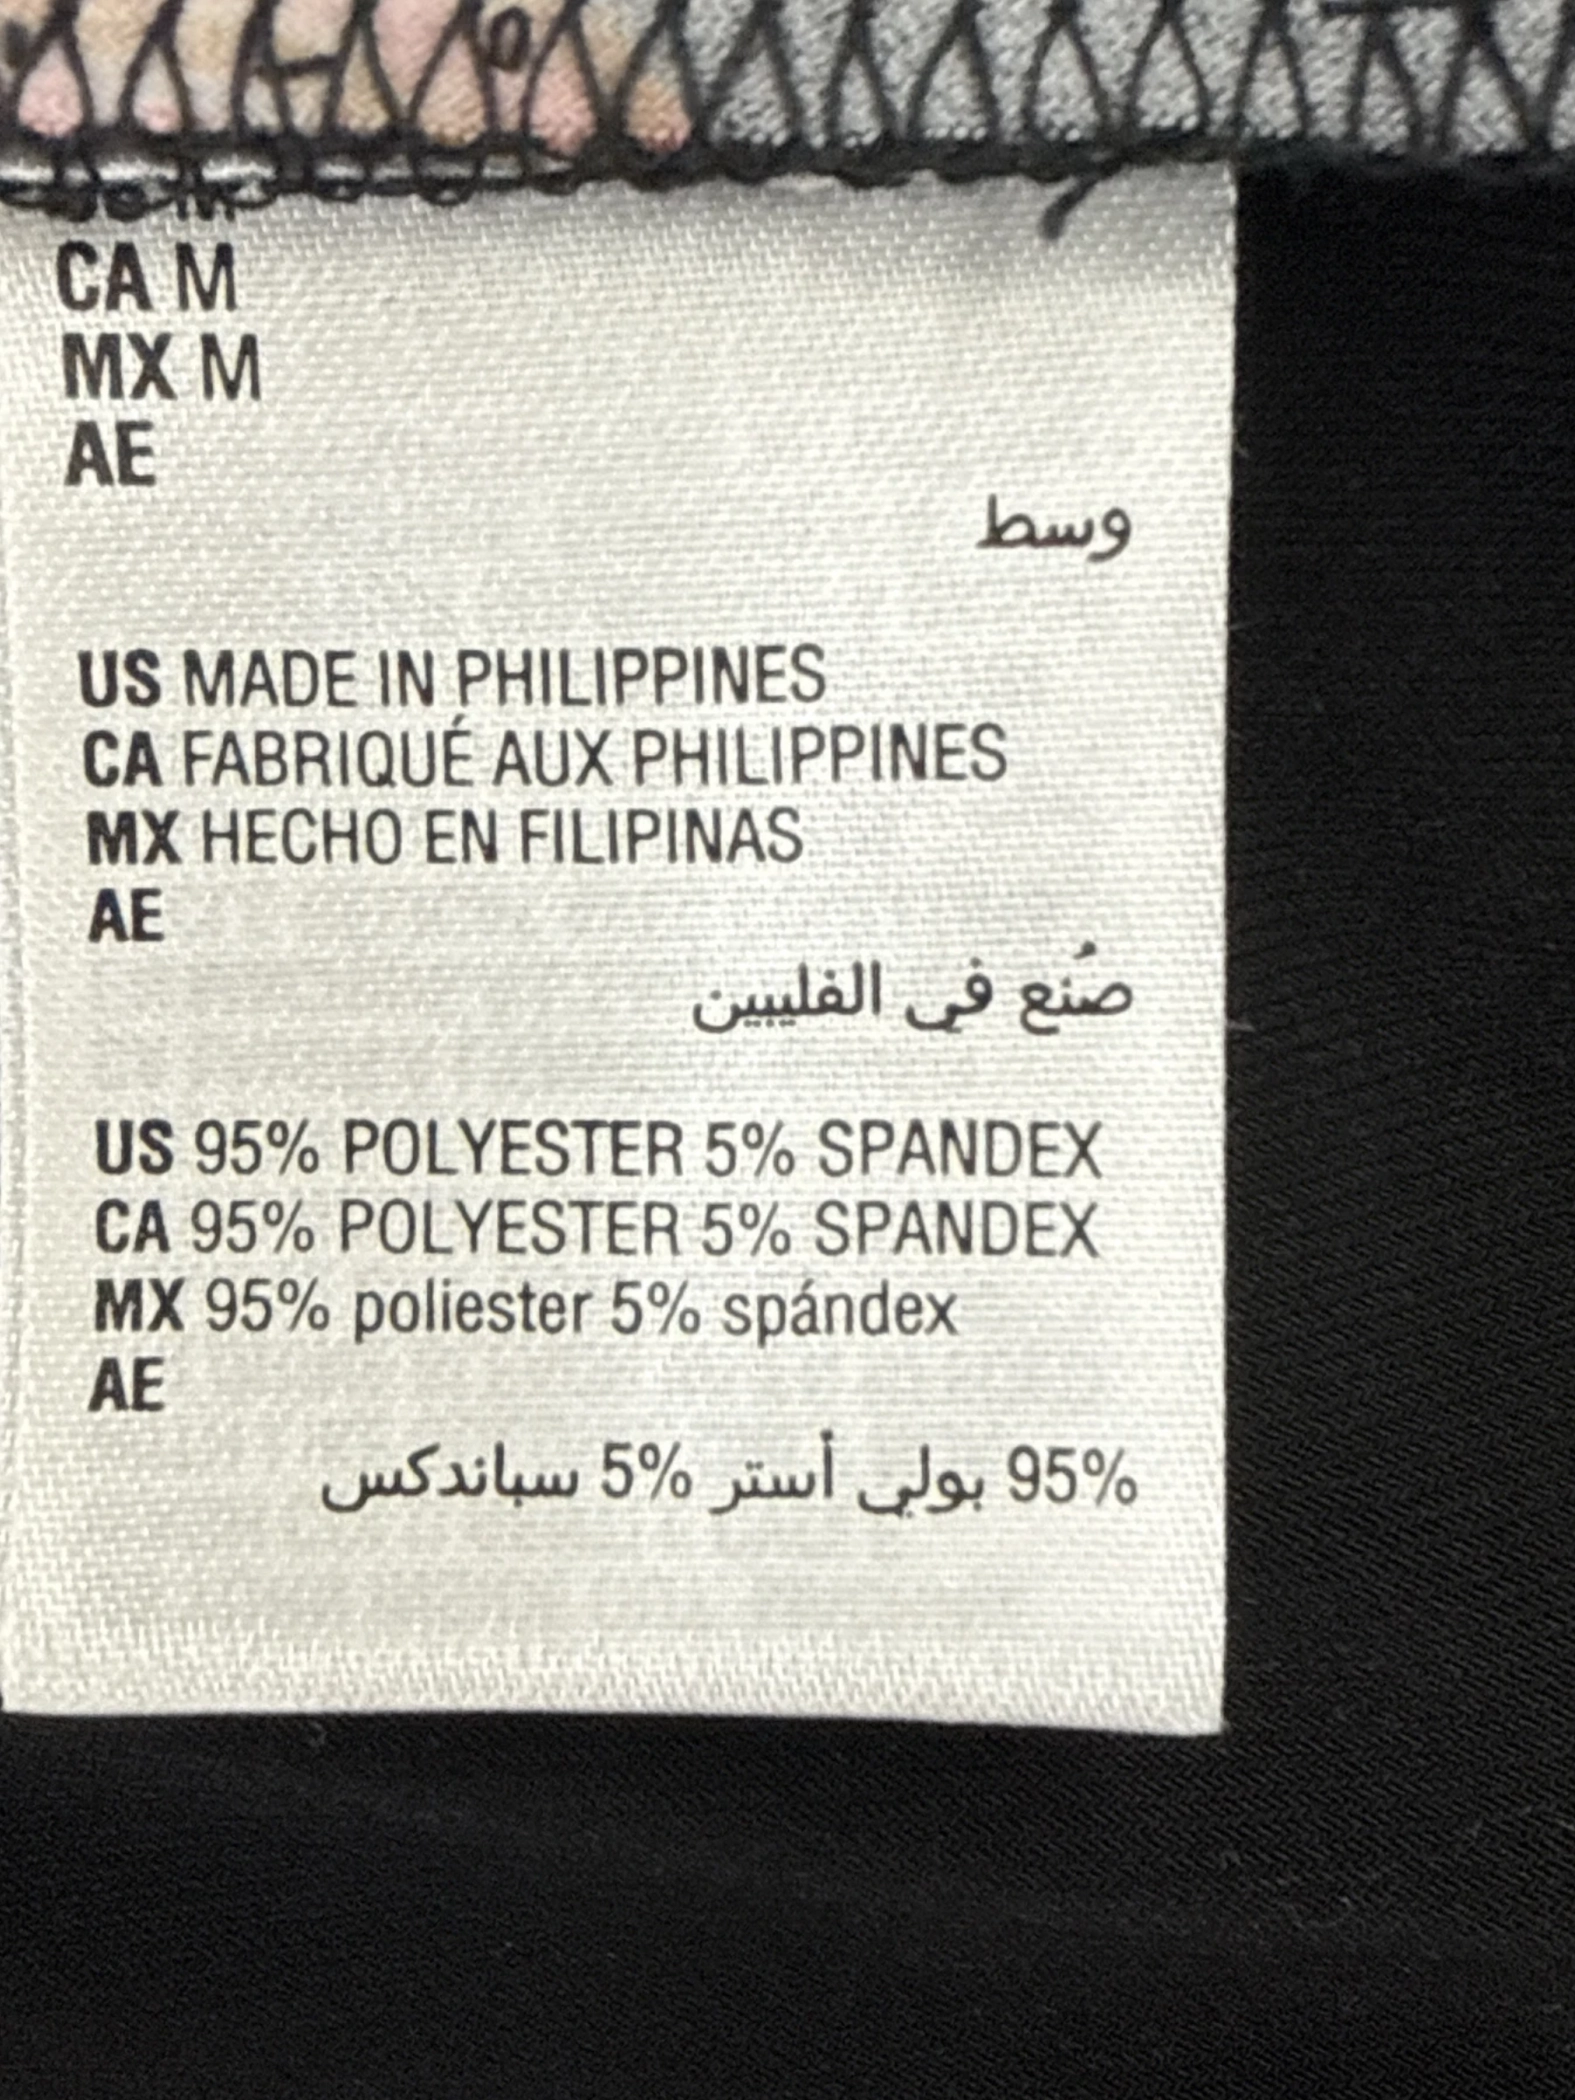 CA M
MX M
AE
وسط
US MADE IN PHILIPPINES
CA FABRIQUÉ AUX PHILIPPINES
MX HECHO EN FILIPINAS
AE
صُنع في الفليبين
US 95% POLYESTER 5% SPANDEX
CA 95% POLYESTER 5% SPANDEX
MX 95% poliester 5% spándex
AE
95% بولي أستر 5% سباندكس